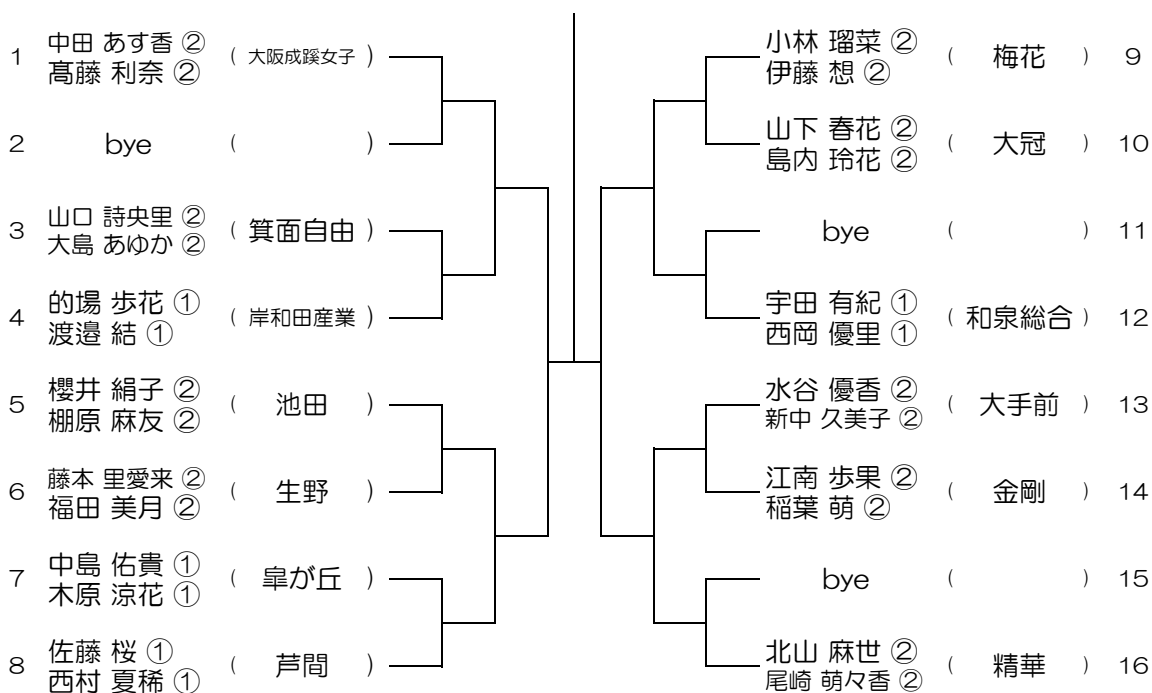 1 中田 あす香 ② ( 大阪成蹊女子 )
髙藤 利奈 ②
2 bye ( )
3 山口 詩央里 ② ( 箕面自由 )
大島 あゆか ②
4 的場 歩花 ① ( 岸和田産業 )
渡邉 結 ①
5 櫻井 絹子 ② ( 池田 )
棚原 麻友 ②
6 藤本 里愛来 ② ( 生野 )
福田 美月 ②
7 中島 佑貴 ① ( 皐が丘 )
木原 涼花 ①
8 佐藤 桜 ① ( 芦間 )
西村 夏稀 ①
小林 瑠菜 ② ( 梅花 ) 9
伊藤 想 ②
山下 春花 ② ( 大冠 ) 10
島内 玲花 ②
bye ( ) 11
宇田 有紀 ① ( 和泉総合 ) 12
西岡 優里 ①
水谷 優香 ② ( 大手前 ) 13
新中 久美子 ②
江南 歩果 ② ( 金剛 ) 14
稲葉 萌 ②
bye ( ) 15
北山 麻世 ② ( 精華 ) 16
尾崎 萌々香 ②